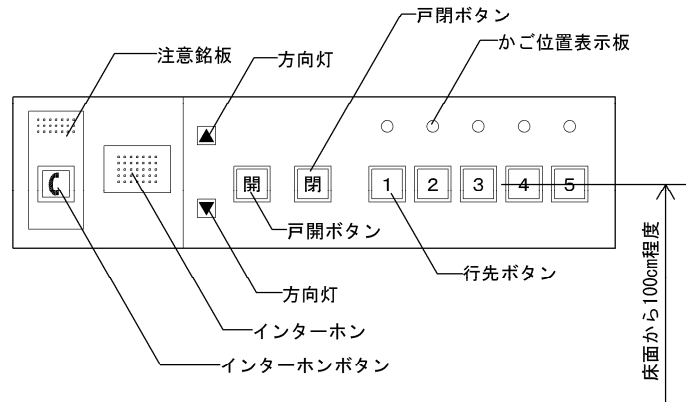 戸閉ボタン
かご位置表示板
注意銘板
方向灯
▲
開
閉
1
2
3
4
5
▼
戸開ボタン
行先ボタン
方向灯
インターホン
インターホンボタン
床面から100cm程度